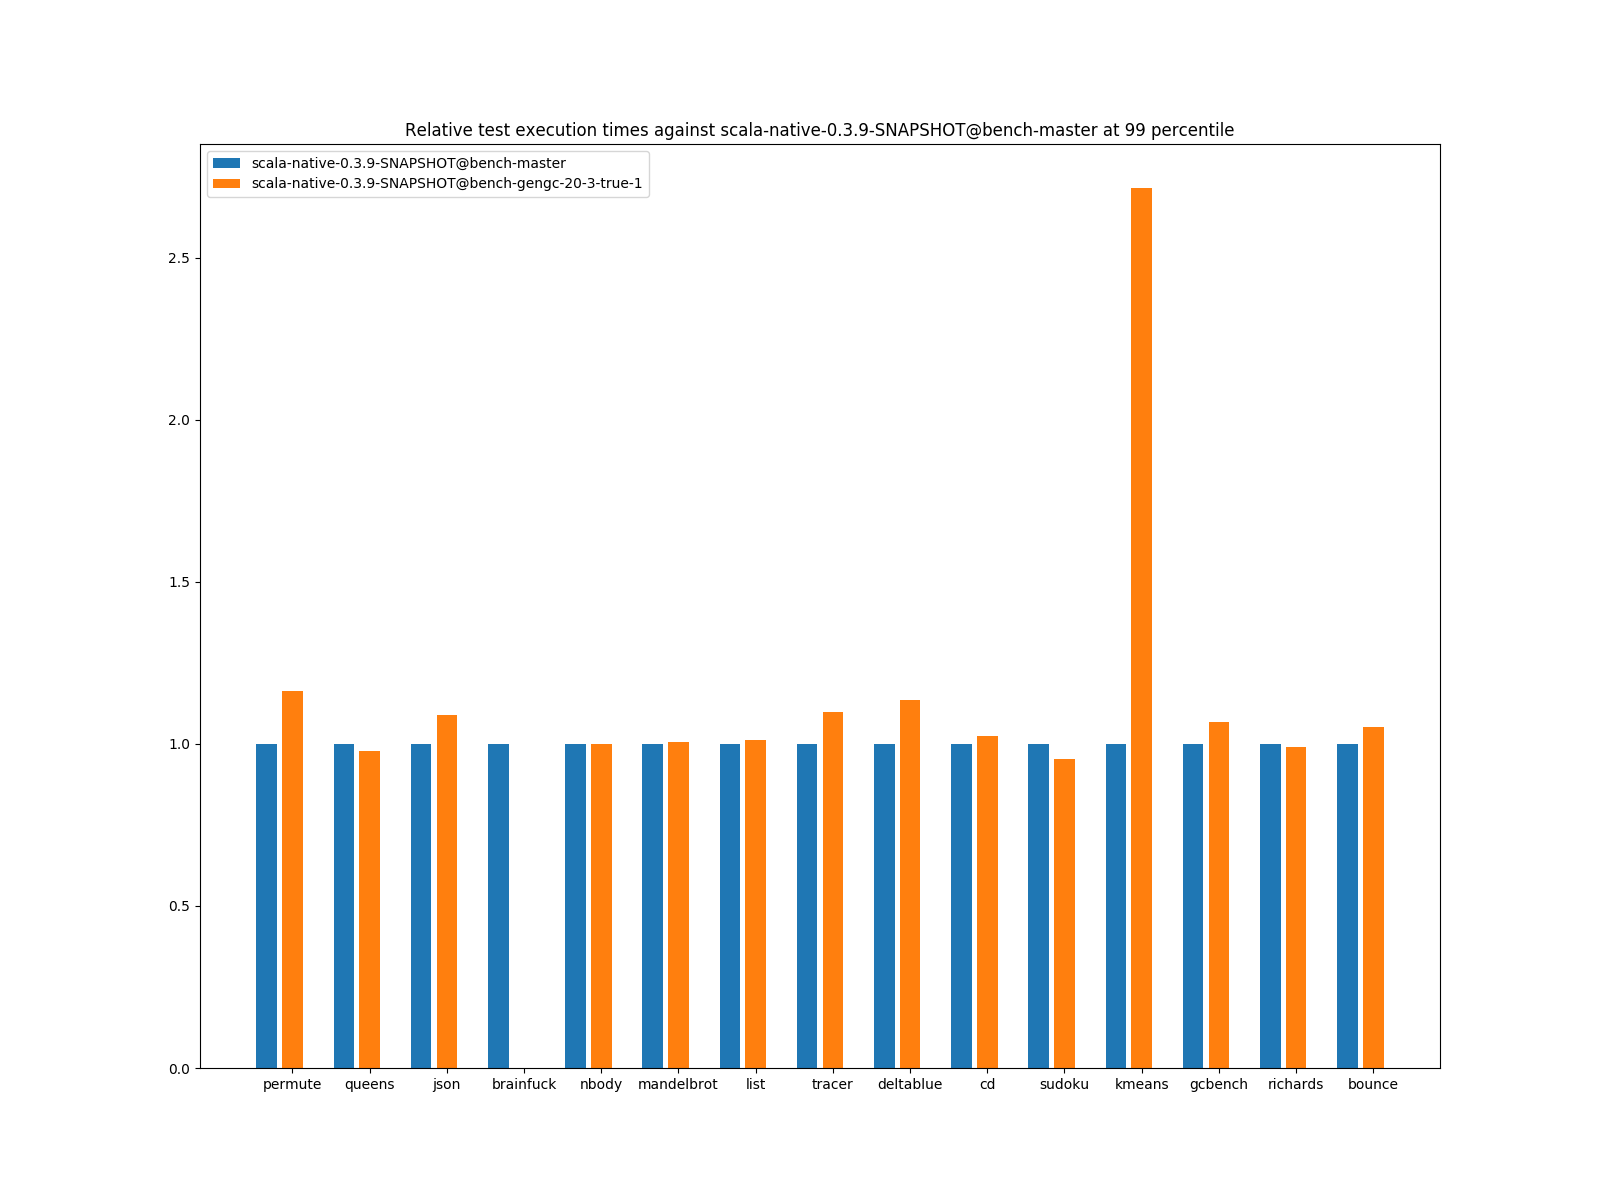 Relative test execution times against scala-native-0.3.9-SNAPSHOT@bench-master at 99 percentile
scala-native-0.3.9-SNAPSHOT@bench-master
scala-native-0.3.9-SNAPSHOT@bench-gengc-20-3-true-1
2.5
2.0
1.5
1.0
0.5
0.0
permute queens json brainfuck nbody mandelbrot list tracer deltablue cd sudoku kmeans gcbench richards bounce